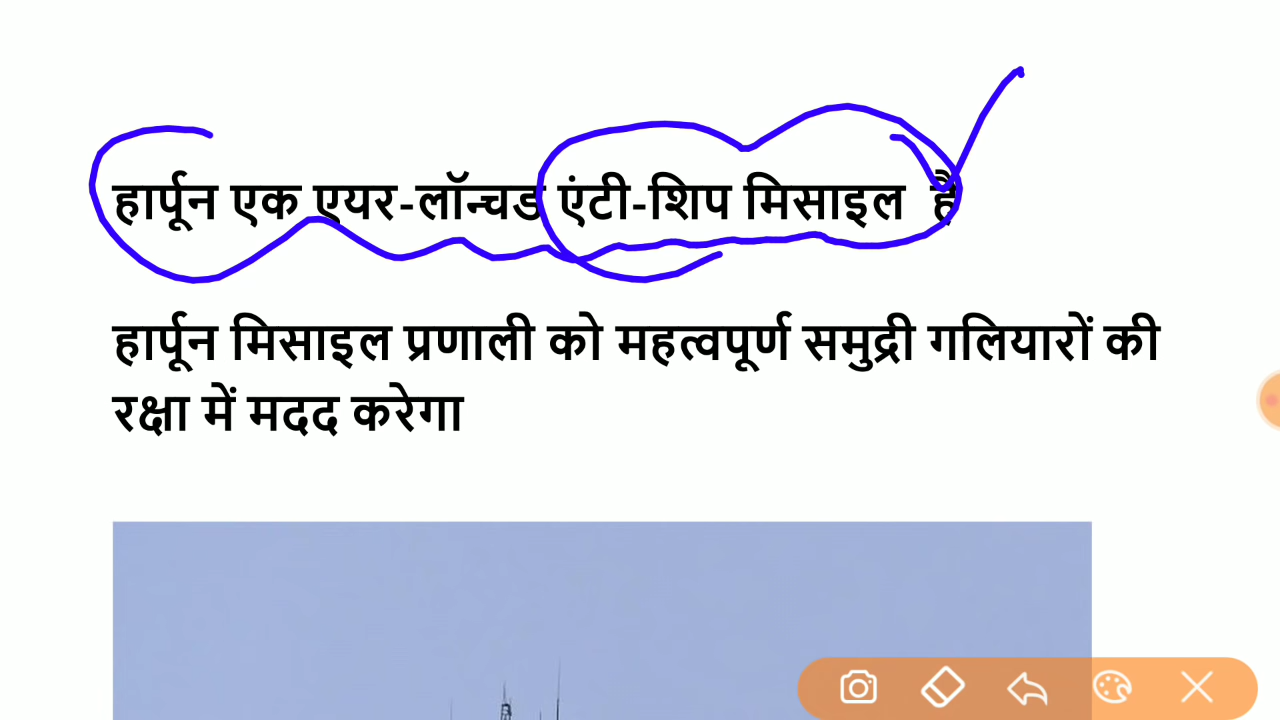 हार्पून एक एयर-लॉन्चड एंटी-शिप मिसाइल है
हार्पून मिसाइल प्रणाली को महत्वपूर्ण समुद्री गलियारों की
रक्षा में मदद करेगा